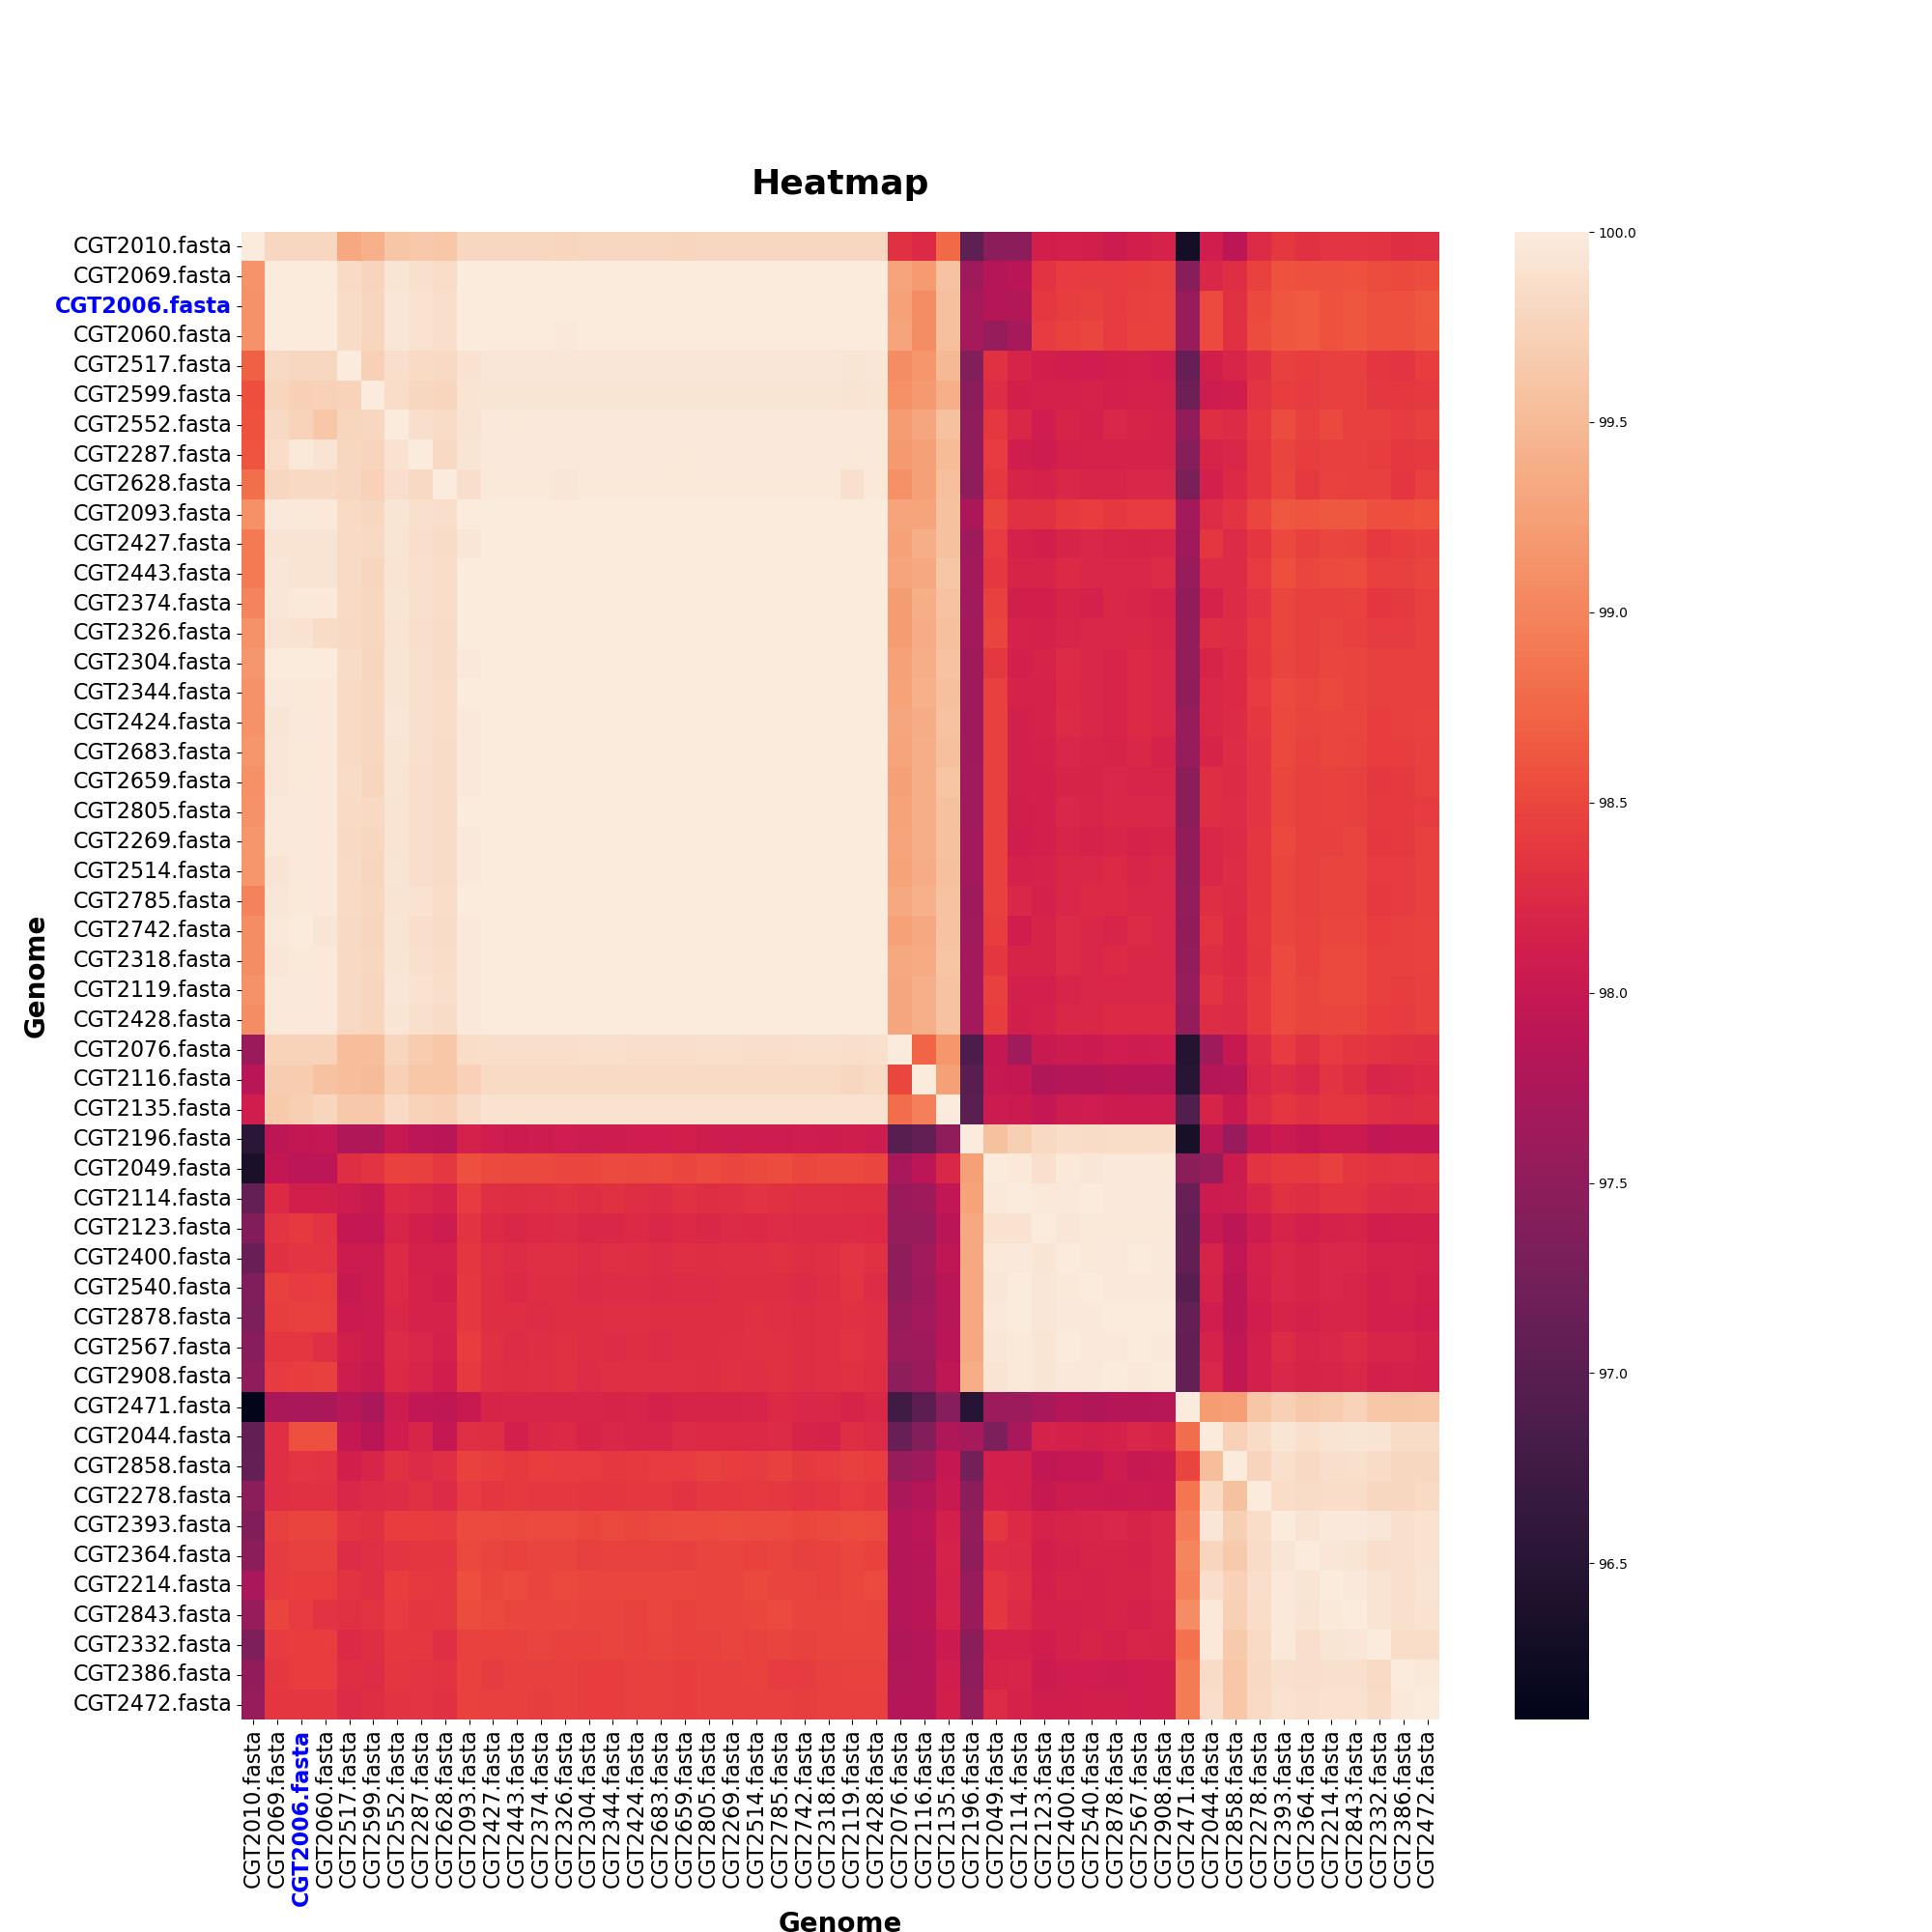 Heatmap
CGT2010.fasta
CGT2069.fasta
CGT2006.fasta
CGT2060.fasta
CGT2517.fasta
CGT2599.fasta
CGT2552.fasta
CGT2287.fasta
CGT2628.fasta
CGT2093.fasta
CGT2427.fasta
CGT2443.fasta
CGT2374.fasta
CGT2326.fasta
CGT2304.fasta
CGT2344.fasta
CGT2424.fasta
CGT2683.fasta
CGT2659.fasta
CGT2805.fasta
CGT2269.fasta
CGT2514.fasta
CGT2785.fasta
CGT2742.fasta
CGT2318.fasta
CGT2119.fasta
CGT2428.fasta
CGT2076.fasta
CGT2116.fasta
CGT2135.fasta
CGT2196.fasta
CGT2049.fasta
CGT2114.fasta
CGT2123.fasta
CGT2400.fasta
CGT2540.fasta
CGT2878.fasta
CGT2567.fasta
CGT2908.fasta
CGT2471.fasta
CGT2044.fasta
CGT2858.fasta
CGT2278.fasta
CGT2393.fasta
CGT2364.fasta
CGT2214.fasta
CGT2843.fasta
CGT2332.fasta
CGT2386.fasta
CGT2472.fasta
Genome
CGT2010.fasta
CGT2069.fasta
CGT2006.fasta
CGT2060.fasta
CGT2517.fasta
CGT2599.fasta
CGT2552.fasta
CGT2287.fasta
CGT2628.fasta
CGT2093.fasta
CGT2427.fasta
CGT2443.fasta
CGT2374.fasta
CGT2326.fasta
CGT2304.fasta
CGT2344.fasta
CGT2424.fasta
CGT2683.fasta
CGT2659.fasta
CGT2805.fasta
CGT2269.fasta
CGT2514.fasta
CGT2785.fasta
CGT2742.fasta
CGT2318.fasta
CGT2119.fasta
CGT2428.fasta
CGT2076.fasta
CGT2116.fasta
CGT2135.fasta
CGT2196.fasta
CGT2049.fasta
CGT2114.fasta
CGT2123.fasta
CGT2400.fasta
CGT2540.fasta
CGT2878.fasta
CGT2567.fasta
CGT2908.fasta
CGT2471.fasta
CGT2044.fasta
CGT2858.fasta
CGT2278.fasta
CGT2393.fasta
CGT2364.fasta
CGT2214.fasta
CGT2843.fasta
CGT2332.fasta
CGT2386.fasta
CGT2472.fasta
Genome
100.0
99.5
99.0
98.5
98.0
97.5
97.0
96.5